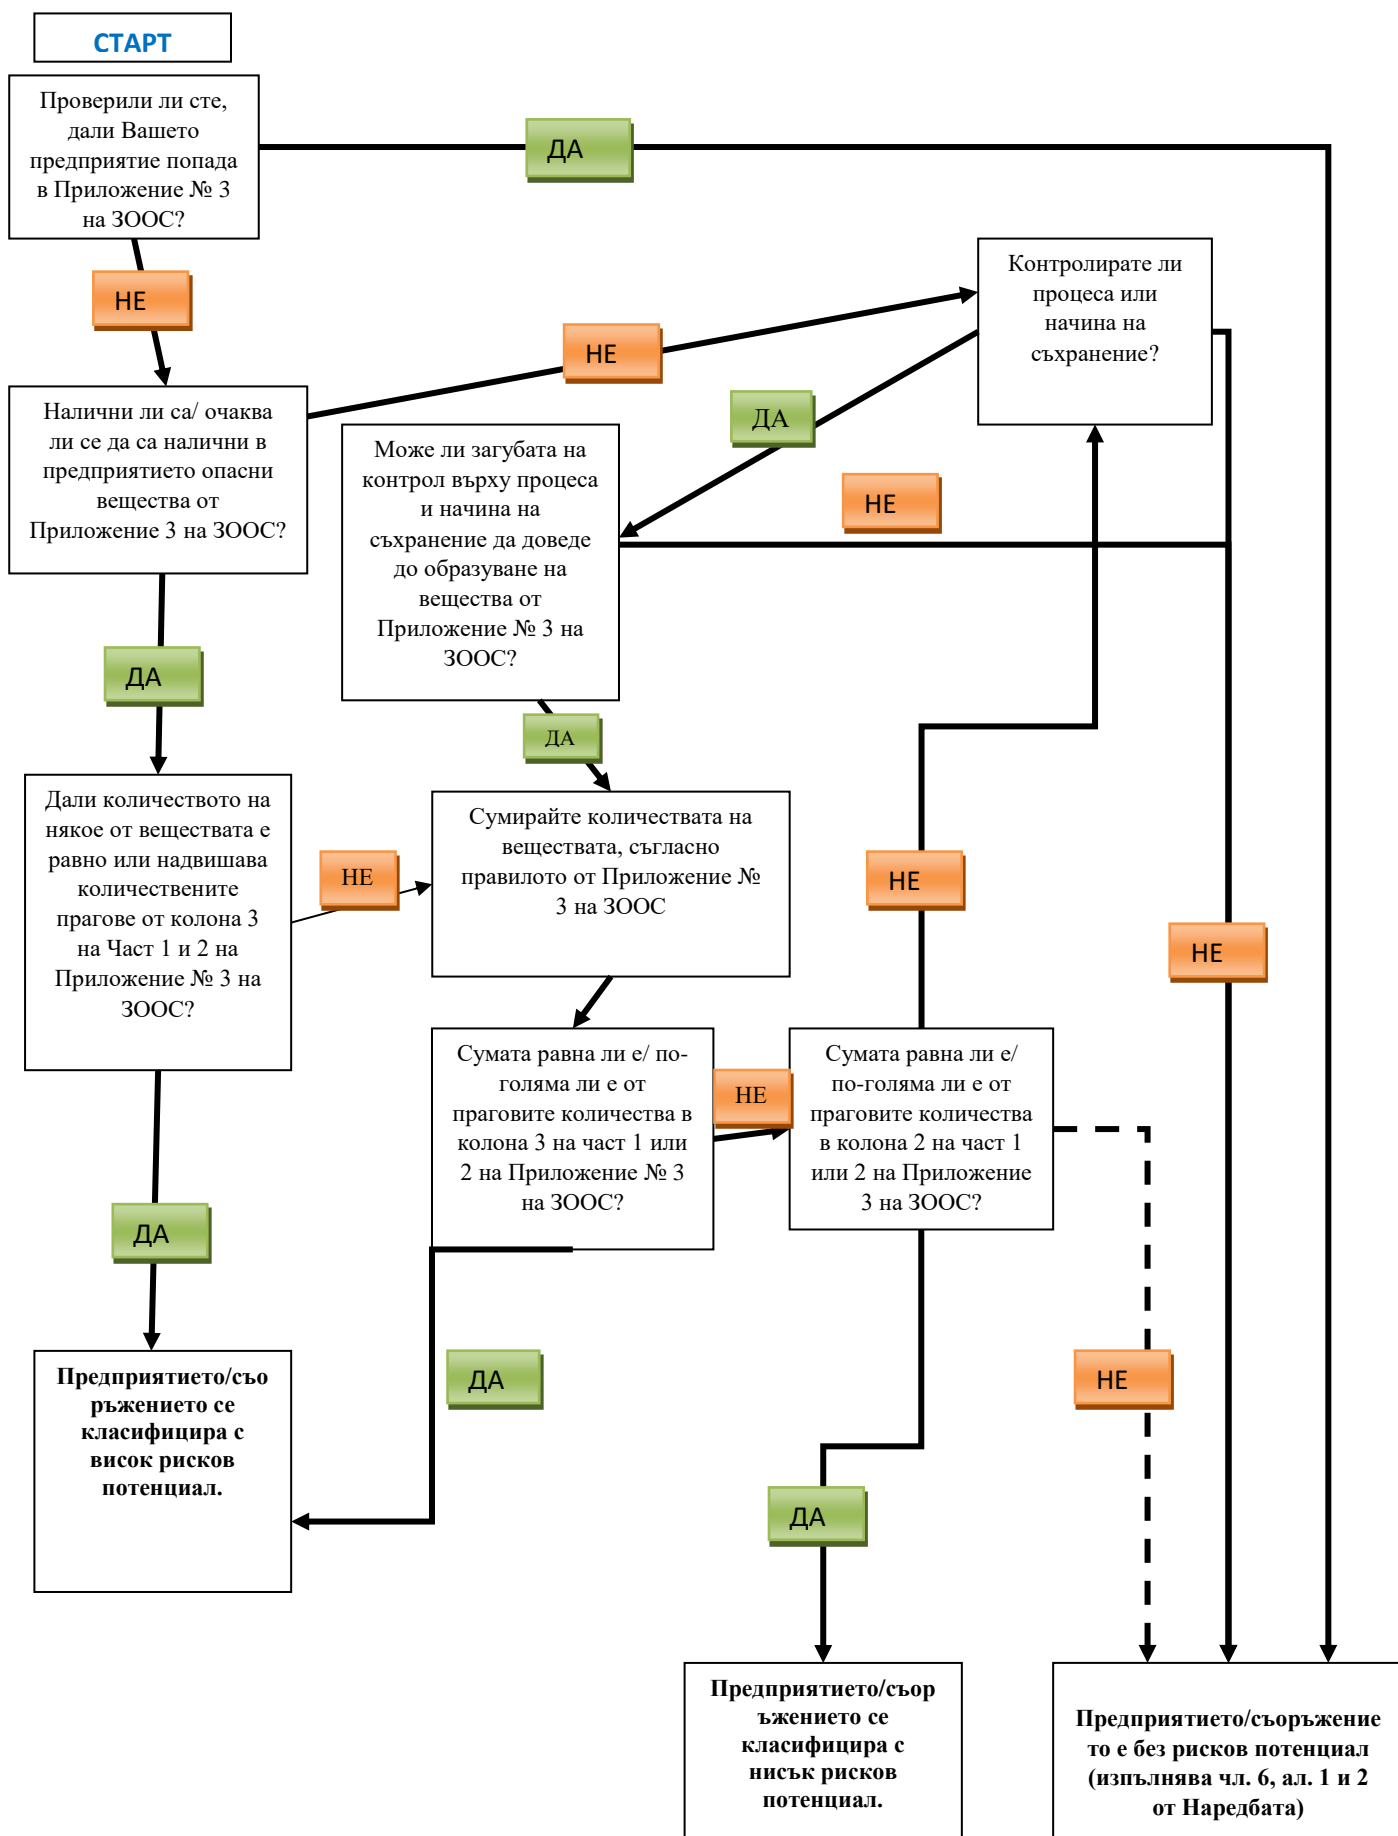 СТАРТ
Проверили ли сте,
дали Вашето
предприятие попада
в Приложение № 3
на ЗООС?
ДА
НЕ
Контролирате ли
процеса или
начина на
съхранение?
НЕ
ДА
Налични ли са/ очаква
ли се да са налични в
предприятието опасни
вещества от
Приложение 3 на ЗООС?
Може ли загубата на
контрол върху процеса
и начина на
съхранение да доведе
до образуване на
вещества от
Приложение № 3 на
ЗООС?
НЕ
ДА
ДА
Дали количеството на
някое от веществата е
равно или надвишава
количествените
прагове от колона 3
на Част 1 и 2 на
Приложение № 3 на
ЗООС?
НЕ
Сумирайте количествата на
веществата, съгласно
правилото от Приложение №
3 на ЗООС
НЕ
НЕ
Сумата равна ли е/ по-
голяма ли е от
праговите количества в
колона 3 на част 1 или
2 на Приложение № 3
на ЗООС?
НЕ
Сумата равна ли е/
по-голяма ли е от
праговите количества
в колона 2 на част 1
или 2 на Приложение
3 на ЗООС?
ДА
Предприятието/съо
ръжението се
класифицира с
висок рисков
потенциал.
ДА
НЕ
ДА
Предприятието/съор
ъжението се
класифицира с
нисък рисков
потенциал.
Предприятието/съоръжение
то е без рисков потенциал
(изпълнява чл. 6, ал. 1 и 2
от Наредбата)